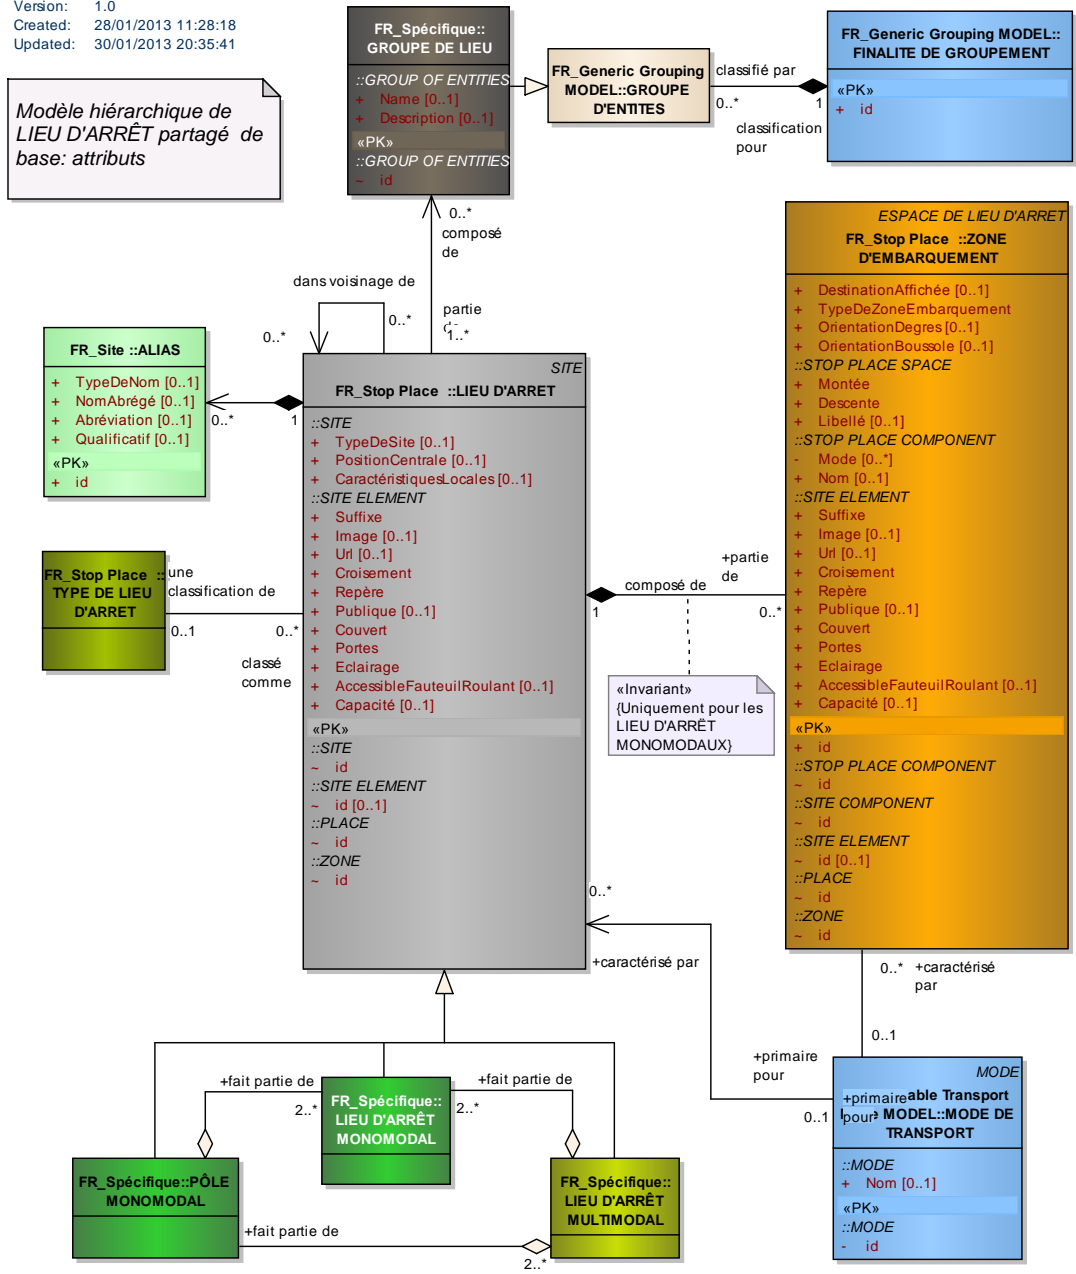 Version: 1.0
Created: 28/01/2013 11:28:18
Updated: 30/01/2013 20:35:41
Modèle hiérarchique de
LIEU D'ARRÊT partagé de
base: attributs
FR_Spécifique::
GROUPE DE LIEU
::GROUP OF ENTITIES
+ Name [0..1]
+ Description [0..1]
«PK»
::GROUP OF ENTITIES
~ id
FR_Generic Grouping
MODEL::GROUPE
D'ENTITES
classifié par
0..*
1
classification
pour
FR_Generic Grouping MODEL::
FINALITE DE GROUPEMENT
«PK»
+ id
0..*
composé
de
partie
de
1..*
dans voisinage de
0..*
0..*
FR_Site ::ALIAS
+ TypeDeNom [0..1]
+ NomAbrégé [0..1]
+ Abréviation [0..1]
+ Qualificatif [0..1]
«PK»
+ id
0..*
1
FR_Stop Place ::
TYPE DE LIEU
D'ARRET
une
classification de
0..1
0..*
classé
comme
SITE
FR_Stop Place ::LIEU D'ARRET
::SITE
+ TypeDeSite [0..1]
+ PositionCentrale [0..1]
+ CaractéristiquesLocales [0..1]
::SITE ELEMENT
+ Suffixe
+ Image [0..1]
+ Url [0..1]
+ Croisement
+ Repère
+ Publique [0..1]
+ Couvert
+ Portes
+ Eclairage
+ AccessibleFauteuilRoulant [0..1]
+ Capacité [0..1]
«PK»
::SITE
~ id
::SITE ELEMENT
~ id [0..1]
::PLACE
~ id
::ZONE
~ id
composé de
1
+partie
de
0..*
«Invariant»
{Uniquement pour les
LIEU D'ARRËT
MONOMODAUX}
ESPACE DE LIEU D'ARRET
FR_Stop Place ::ZONE
D'EMBARQUEMENT
+ DestinationAffichée [0..1]
+ TypeDeZoneEmbarquement
+ OrientationDegres [0..1]
+ OrientationBoussole [0..1]
::STOP PLACE SPACE
+ Montée
+ Descente
+ Libellé [0..1]
::STOP PLACE COMPONENT
- Mode [0..*]
+ Nom [0..1]
::SITE ELEMENT
+ Suffixe
+ Image [0..1]
+ Url [0..1]
+ Croisement
+ Repère
+ Publique [0..1]
+ Couvert
+ Portes
+ Eclairage
+ AccessibleFauteuilRoulant [0..1]
+ Capacité [0..1]
«PK»
+ id
::STOP PLACE COMPONENT
~ id
::SITE COMPONENT
~ id
::SITE ELEMENT
~ id [0..1]
::PLACE
~ id
::ZONE
~ id
0..*
+caractérisé par
0..* +caractérisé
par
0..1
+primaire
pour
0..1
MODE
+primaire able Transport
pour MODEL::MODE DE
TRANSPORT
::MODE
+ Nom [0..1]
«PK»
::MODE
- id
+fait partie de
2..*
+fait partie de
2..*
FR_Spécifique::
LIEU D'ARRÊT
MONOMODAL
FR_Spécifique::PÔLE
MONOMODAL
+fait partie de
2..*
FR_Spécifique::
LIEU D'ARRÊT
MULTIMODAL